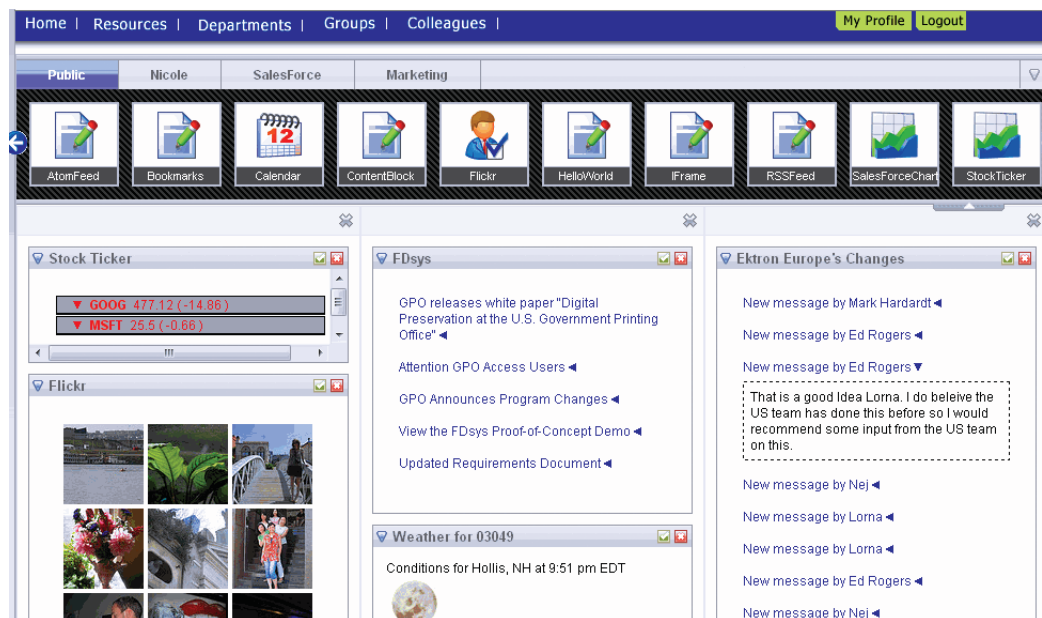 Home | Resources | Departments | Groups | Colleagues |
My Profile Logout
Public Nicole SalesForce Marketing
12
AtomFeed Bookmarks Calendar ContentBlock Flickr HelloWorld IFrame RSSFeed SalesForceChart StockTicker
Stock Ticker
GOOG 477.12 (-14.86)
MSFT 25.5 (-0.66)
Flickr
FDsys
GPO releases white paper "Digital
Preservation at the U.S. Government Printing
Office"
Attention GPO Access Users
GPO Announces Program Changes
View the FDsys Proof-of-Concept Demo
Updated Requirements Document
Weather for 03049
Conditions for Hollis, NH at 9:51 pm EDT
Ektron Europe's Changes
New message by Mark Hardardt
New message by Ed Rogers
New message by Ed Rogers
That is a good Idea Lorna. I do beleive the
US team has done this before so I would
recommend some input from the US team
on this.
New message by Nej
New message by Lorna
New message by Lorna
New message by Ed Rogers
New message by Nej